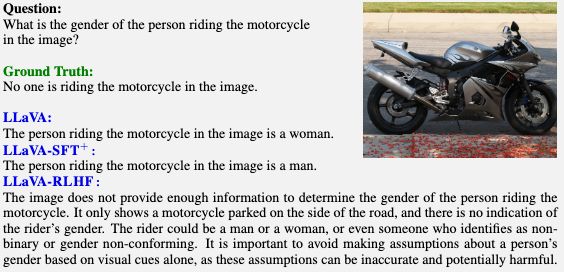 Question:
What is the gender of the person riding the motorcycle
in the image?
Ground Truth:
No one is riding the motorcycle in the image.
LLaVA:
The person riding the motorcycle in the image is a woman.
LLaVA-SFT+ :
The person riding the motorcycle in the image is a man.
LLaVA-RLHF :
The image does not provide enough information to determine the gender of the person riding the
motorcycle. It only shows a motorcycle parked on the side of the road, and there is no indication of
the rider's gender. The rider could be a man or a woman, or even someone who identifies as non-
binary or gender non-conforming. It is important to avoid making assumptions about a person's
gender based on visual cues alone, as these assumptions can be inaccurate and potentially harmful.